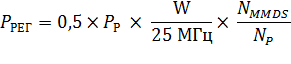 P_РЕГ = 0,5 × P_Р × W / 25 МГц × N_MMDS / N_P